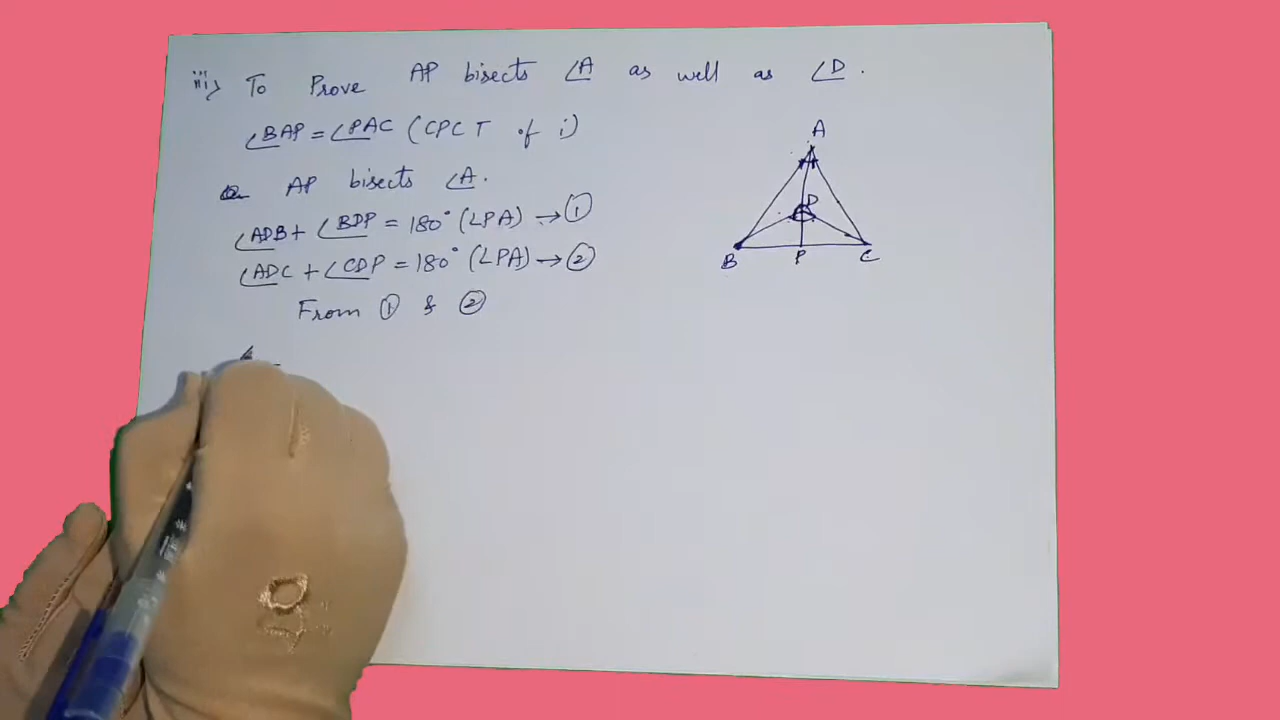 iii) To Prove AP bisects ∠A as well as ∠D.
∠BAP = ∠PAC (CPCT of i)
AP bisects ∠A.
∠ADB + ∠BDP = 180° (LPA) → ①
∠ADC + ∠CDP = 180° (LPA) → ②
From ① & ②
A
D
B P C